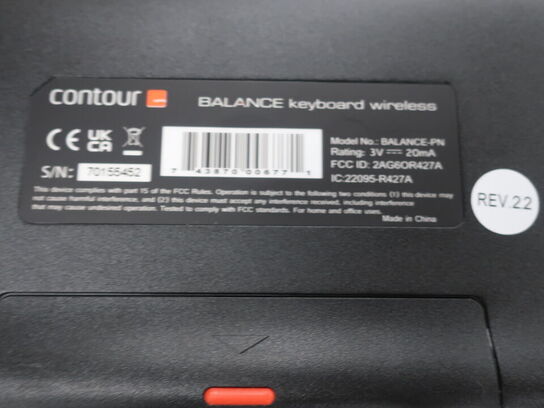 contour
BALANCE keyboard wireless
CE UK CA
7 43870 00677 1
Model No.: BALANCE-PN
Rating: 3V 20mA
FCC ID: 2AG6OR427A
IC:22095-R427A
S/N: 70155452
This device complies with part 15 of FCC Rules. Operation is subject to the following two conditions (1) this device may
not cause harmful interference, and (2) this device must accept any interference received, including interference
that may cause undesired operation. Tested to comply with FCC standards. For home and office uses.
Made in China
REV.2.2